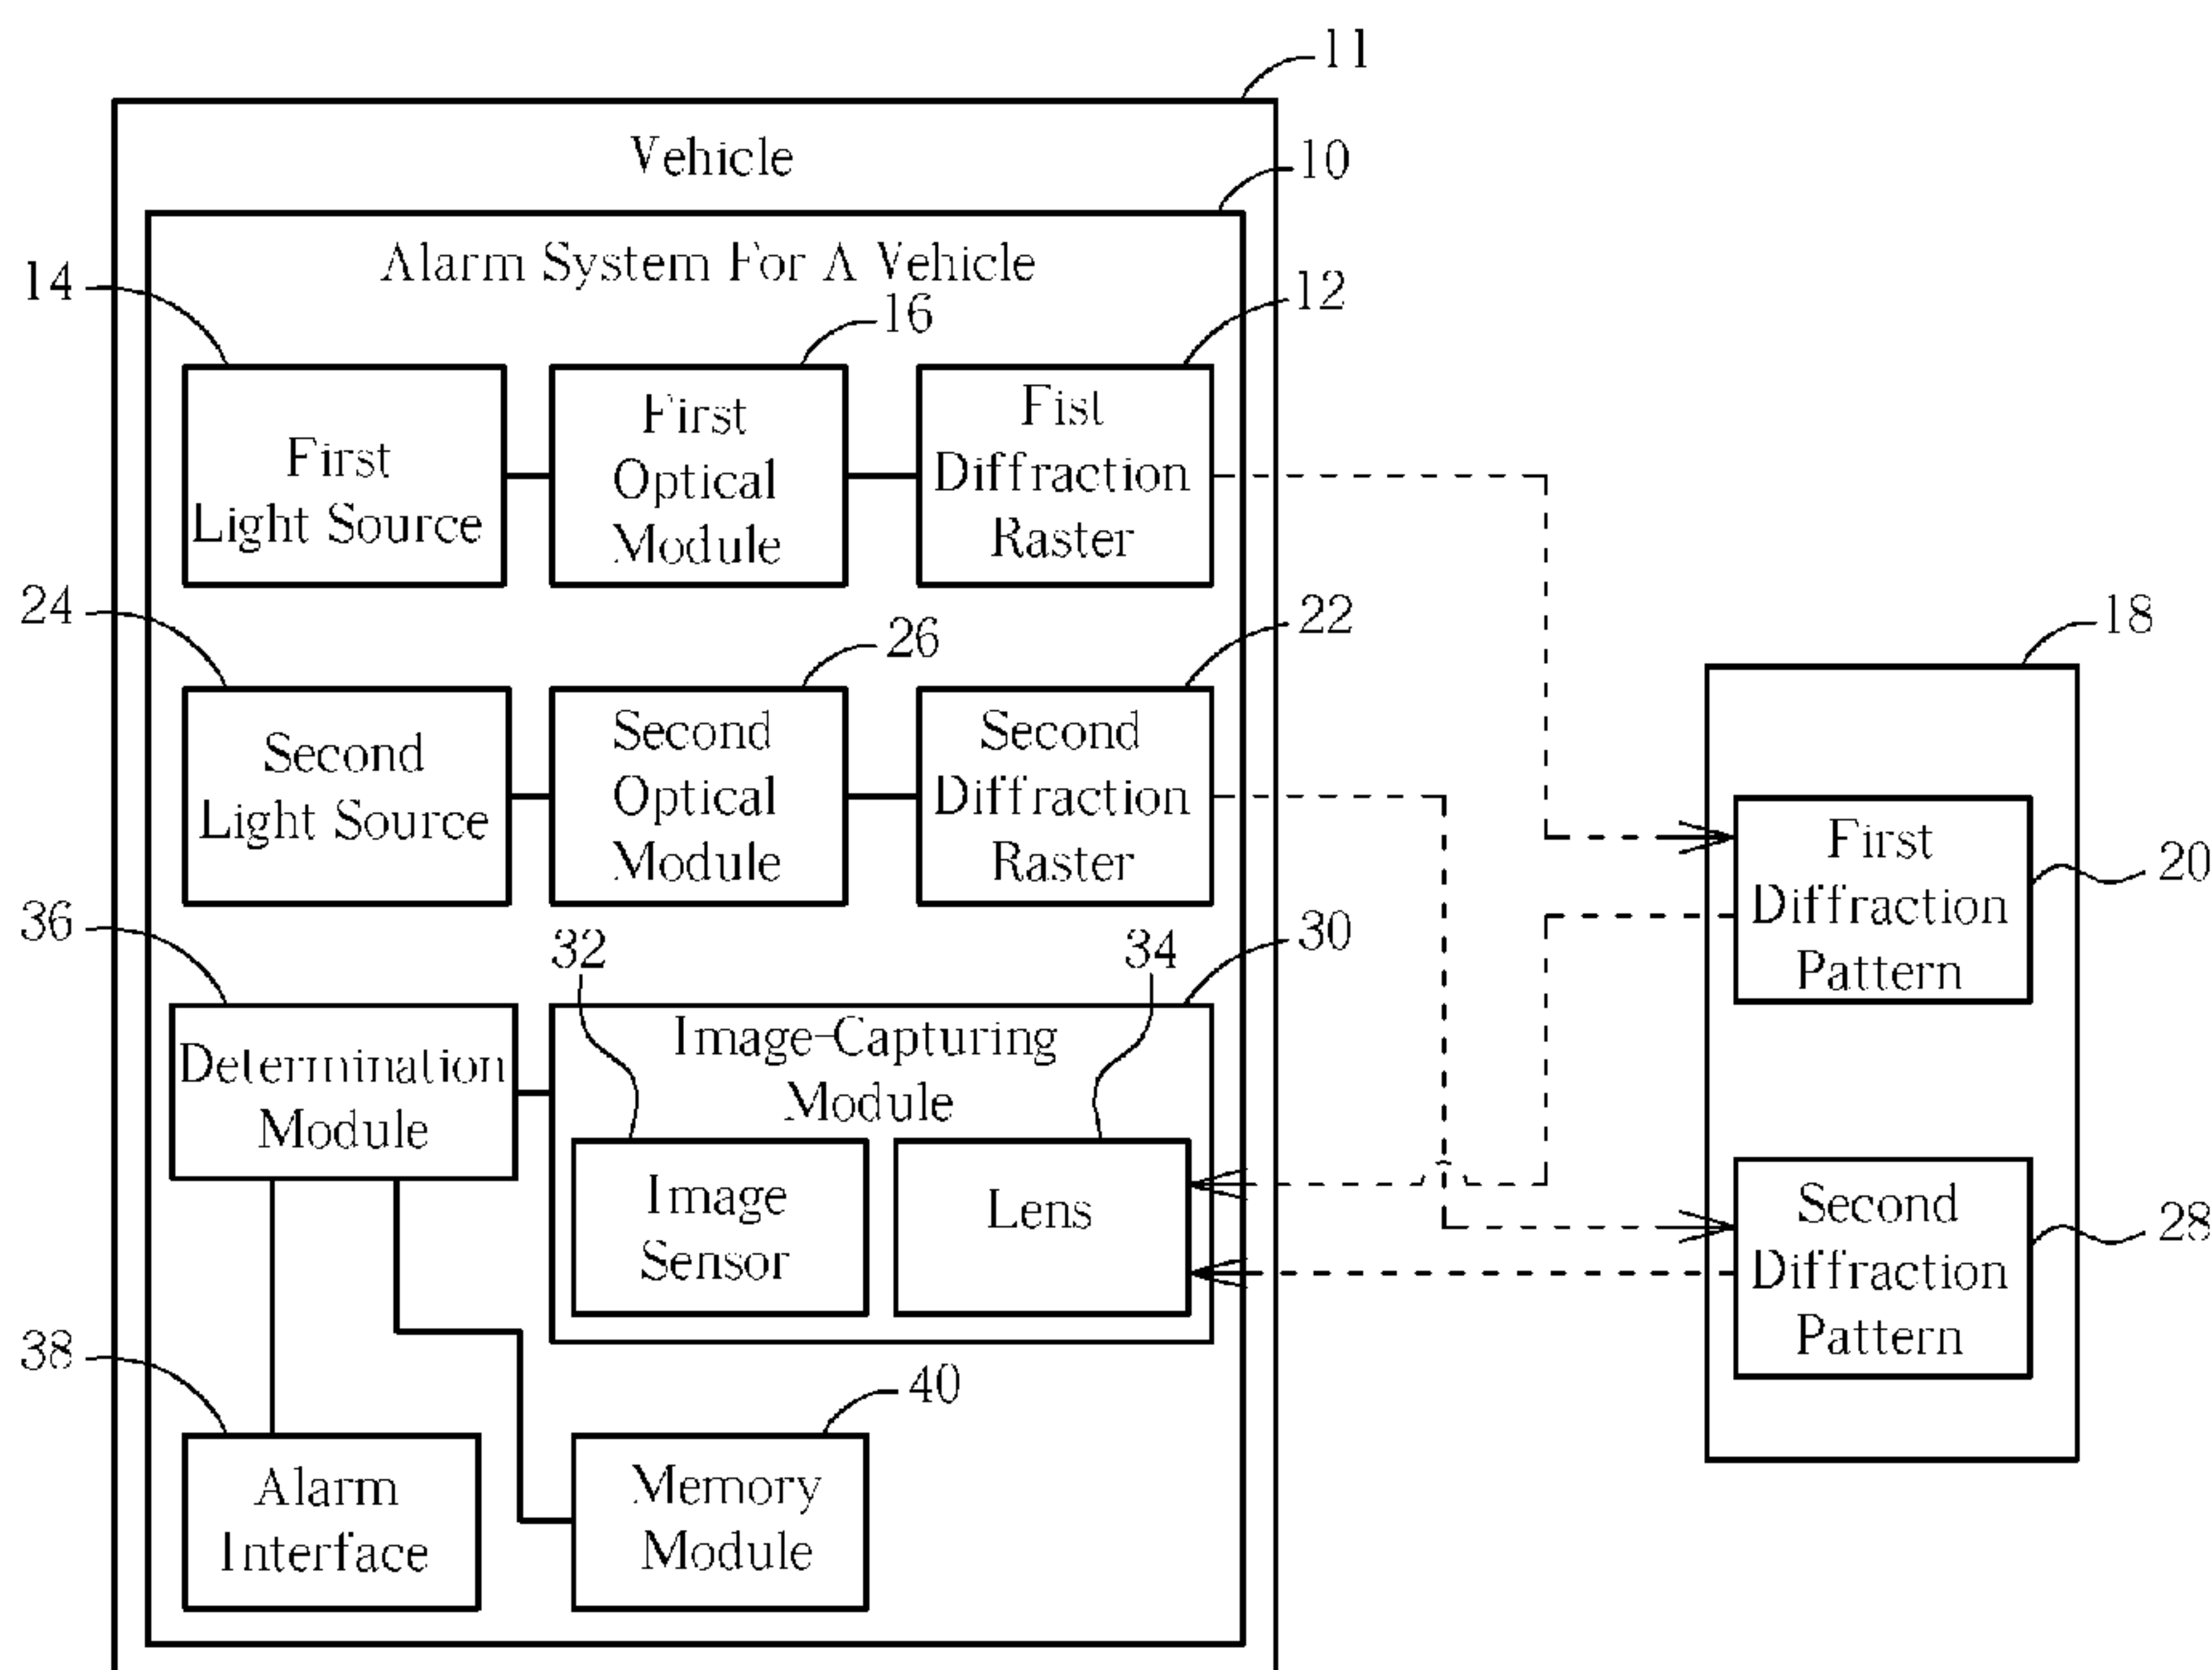 11
Vehicle
10
Alarm System For A Vehicle
14
16
12
First
Light Source
First
Optical
Module
Fist
Diffraction
Raster
24
26
22
18
Second
Light Source
Second
Optical
Module
Second
Diffraction
Raster
First
Diffraction
Pattern
20
36
32
34
30
Determination
Module
Image-Capturing
Module
Image
Sensor
Lens
Second
Diffraction
Pattern
28
38
40
Alarm
Interface
Memory
Module